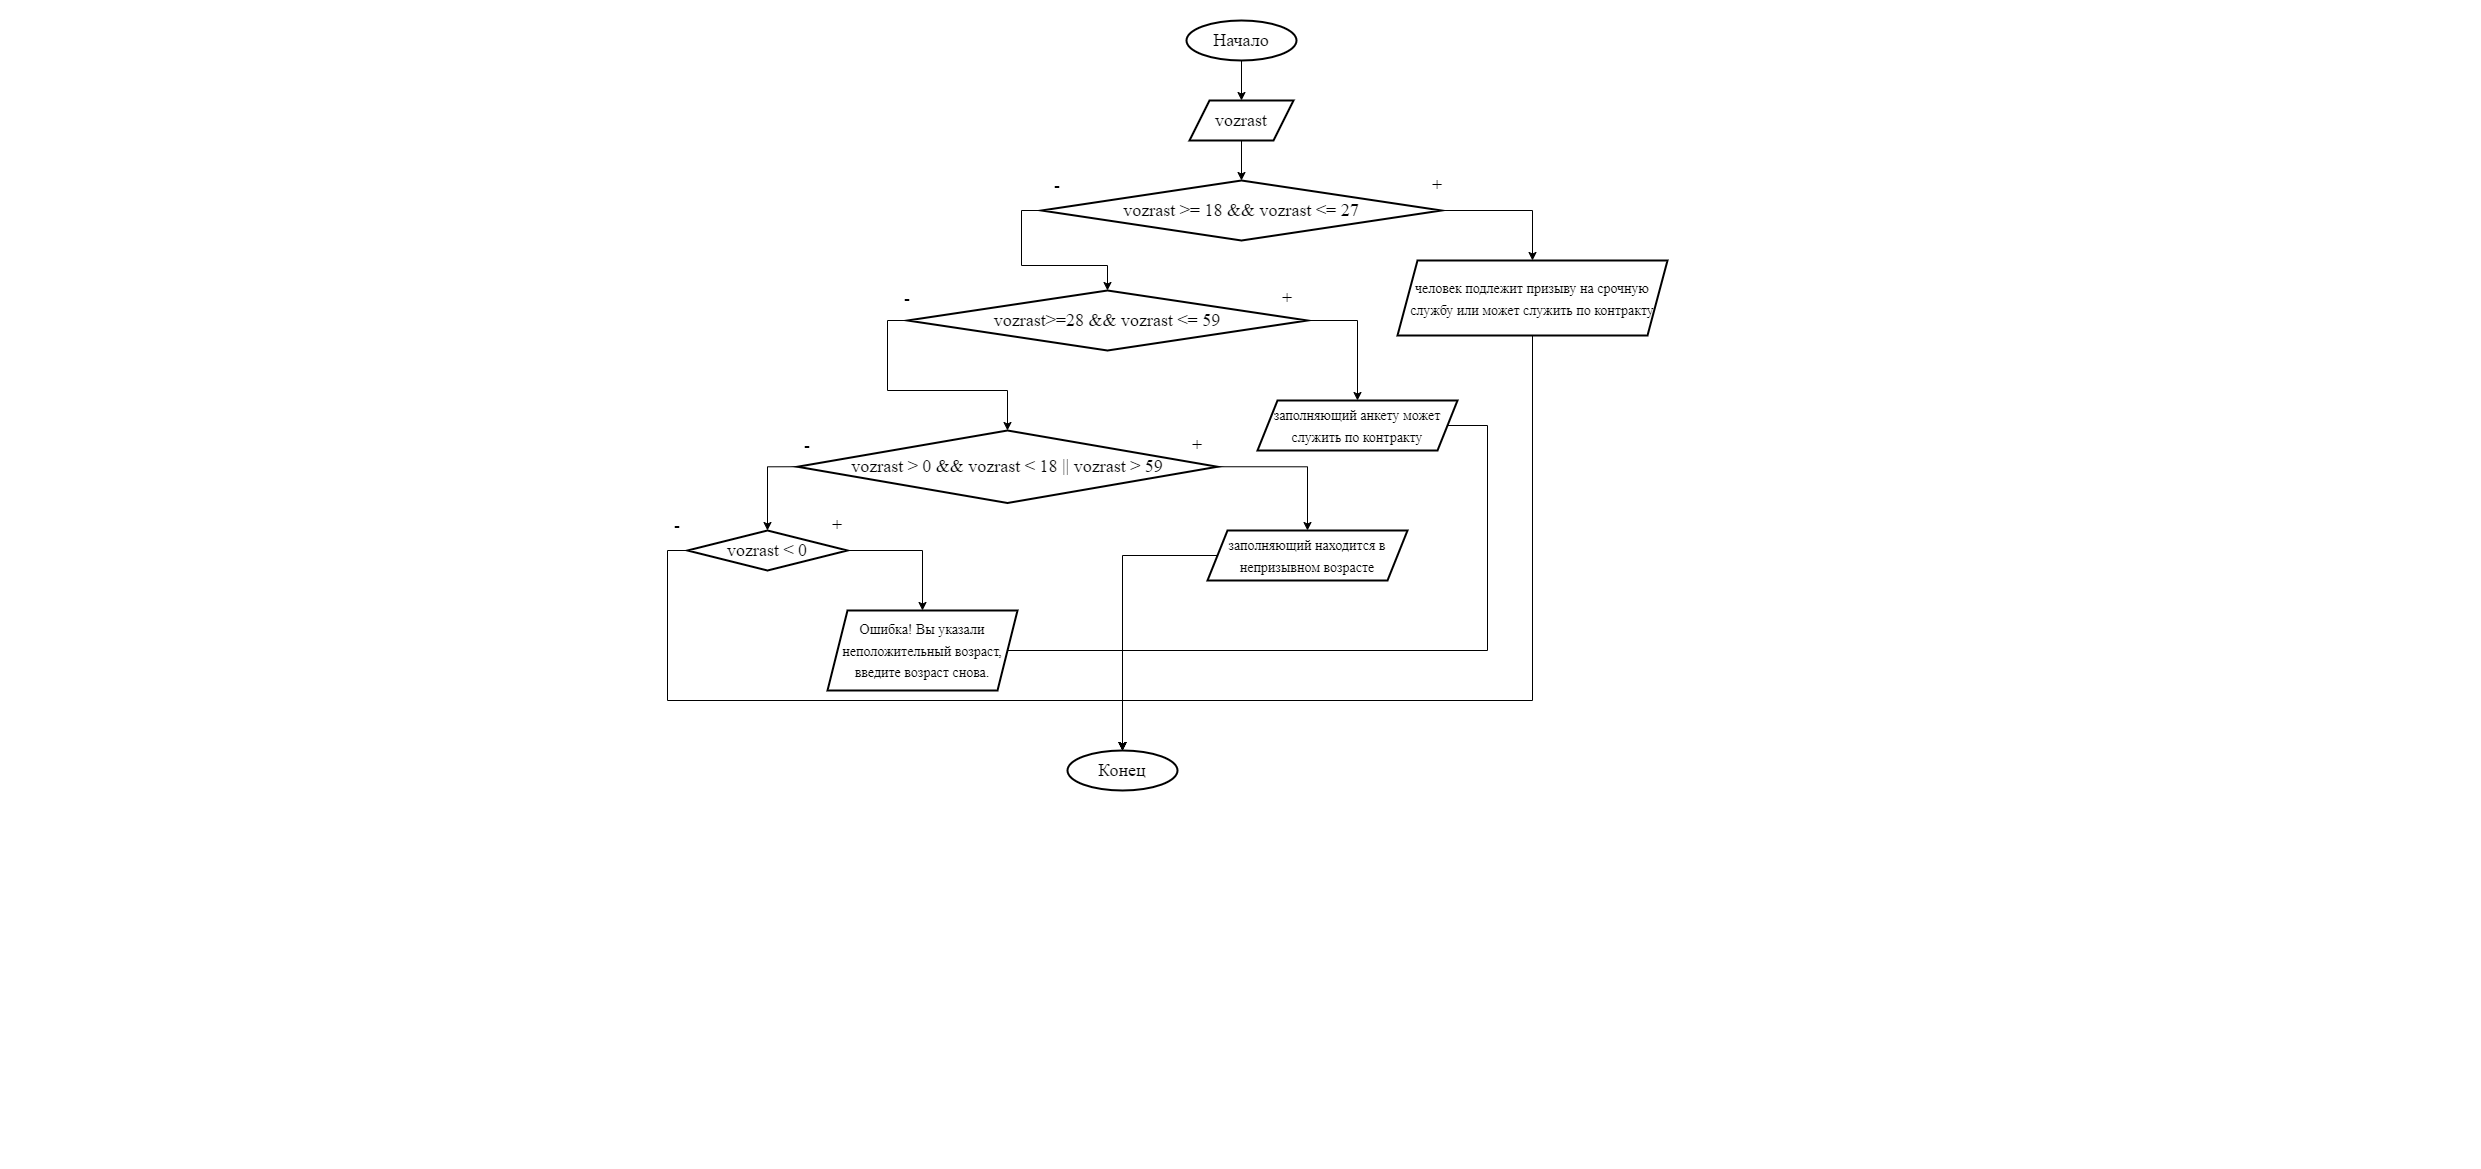 Начало
vozrast
-
+
vozrast >= 18 && vozrast <= 27
человек подлежит призыву на срочную
службу или может служить по контракту
-
+
vozrast>=28 && vozrast <= 59
заполняющий анкету может
служить по контракту
-
+
vozrast > 0 && vozrast < 18 || vozrast > 59
-
+
vozrast < 0
заполняющий находится в
непризывном возрасте
Ошибка! Вы указали
неположительный возраст,
введите возраст снова.
Конец